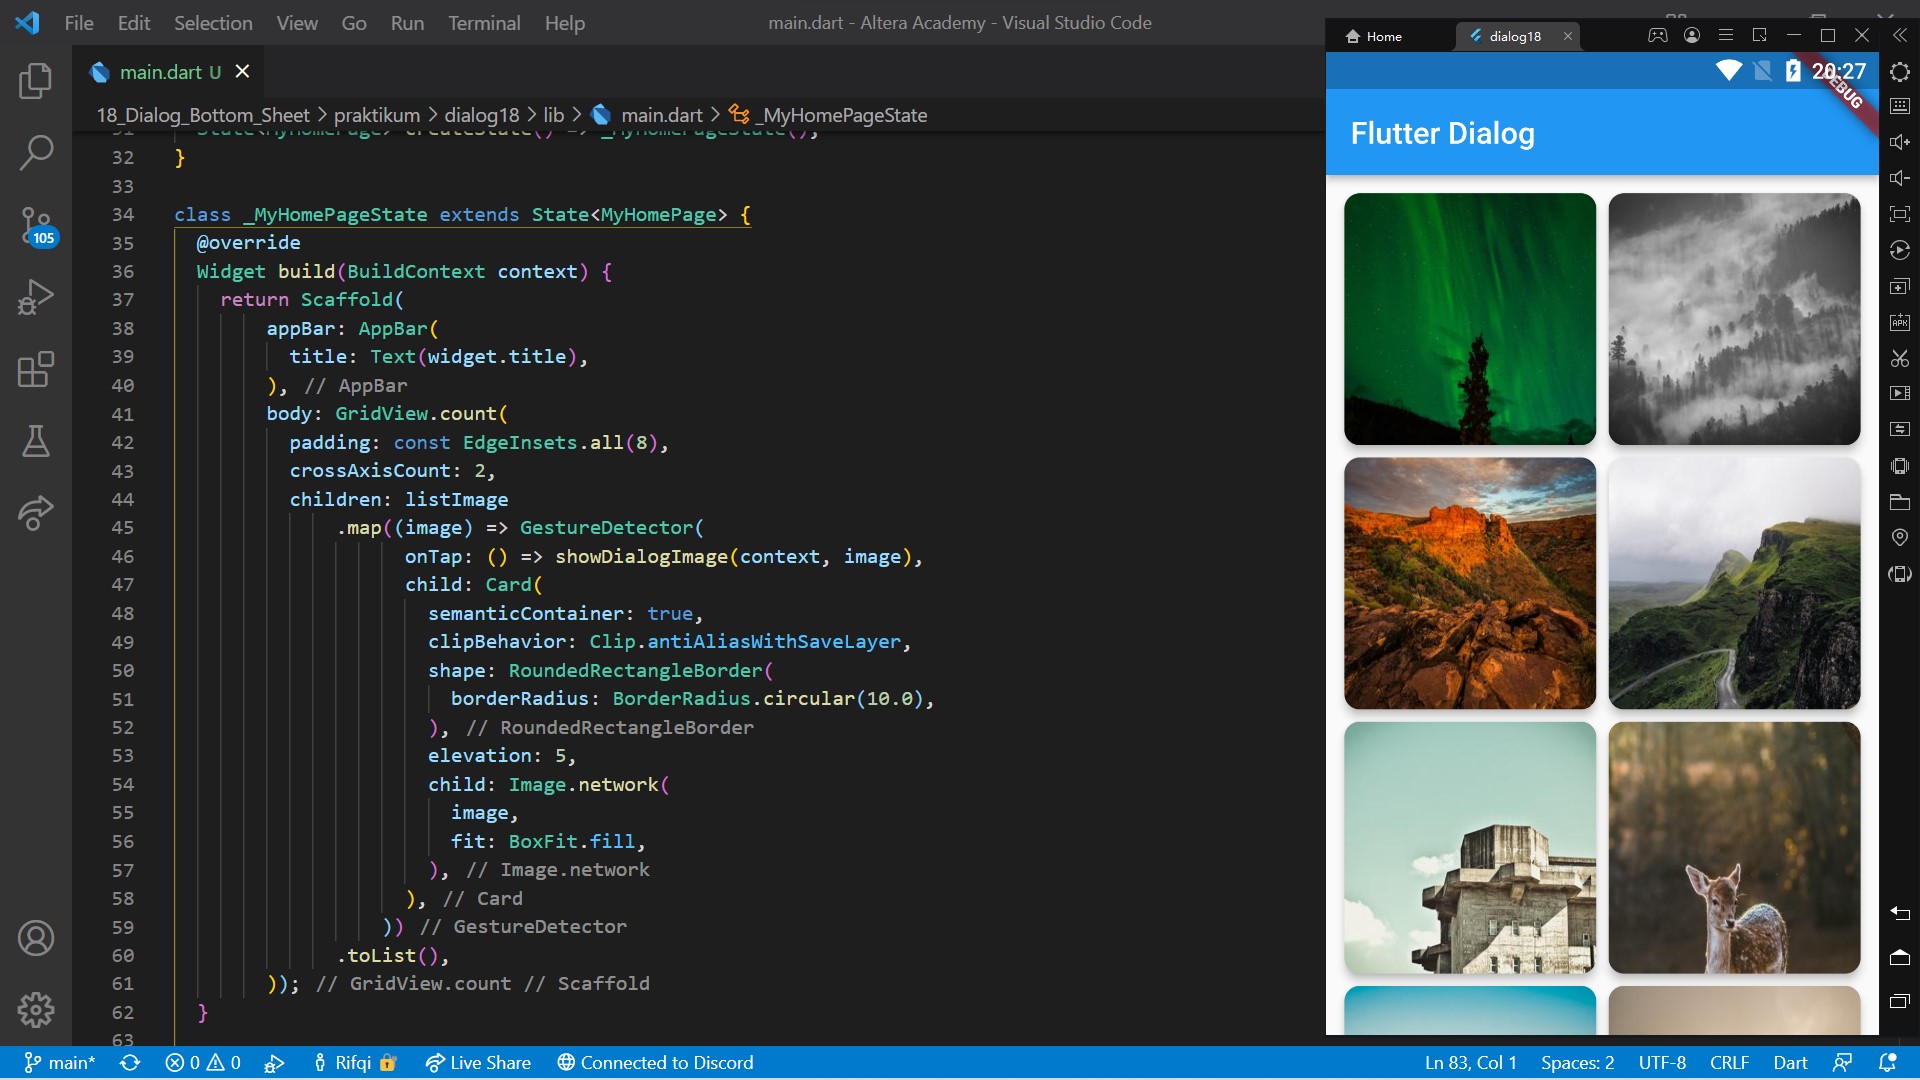 File Edit Selection View Go Run Terminal Help
main.dart - Altera Academy - Visual Studio Code
main.dart U
18_Dialog_Bottom_Sheet > praktikum > dialog18 > lib > main.dart > _MyHomePageState
31 State<MyHomePage> createState() => _MyHomePageState();
32 }
33
34 class _MyHomePageState extends State<MyHomePage> {
35 @override
36 Widget build(BuildContext context) {
37 return Scaffold(
38 appBar: AppBar(
39 title: Text(widget.title),
40 ), // AppBar
41 body: GridView.count(
42 padding: const EdgeInsets.all(8),
43 crossAxisCount: 2,
44 children: listImage
45 .map((image) => GestureDetector(
46 onTap: () => showDialogImage(context, image),
47 child: Card(
48 semanticContainer: true,
49 clipBehavior: Clip.antiAliasWithSaveLayer,
50 shape: RoundedRectangleBorder(
51 borderRadius: BorderRadius.circular(10.0),
52 ), // RoundedRectangleBorder
53 elevation: 5,
54 child: Image.network(
55 image,
56 fit: BoxFit.fill,
57 ), // Image.network
58 ), // Card
59 )) // GestureDetector
60 .toList(),
61 )); // GridView.count // Scaffold
62 }
63
105
Home
dialog18
20:27
DEBUG
Flutter Dialog
APK
main* 0 0 Rifqi Live Share Connected to Discord
Ln 83, Col 1 Spaces: 2 UTF-8 CRLF Dart